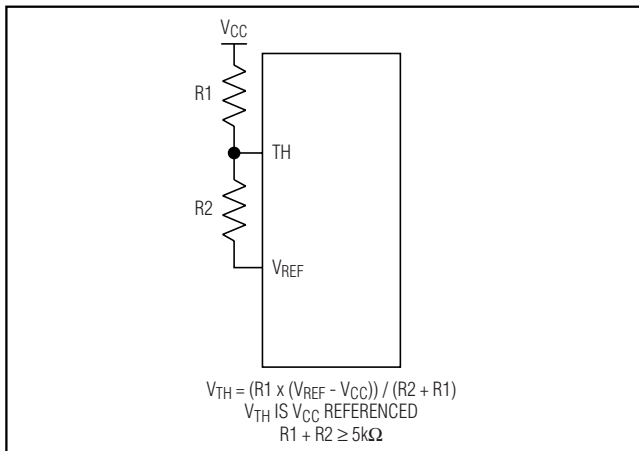 VCC
R1
TH
R2
VREF
VTH = (R1 x (VREF - VCC)) / (R2 + R1)
VTH IS VCC REFERENCED
R1 + R2 ≥ 5kΩ